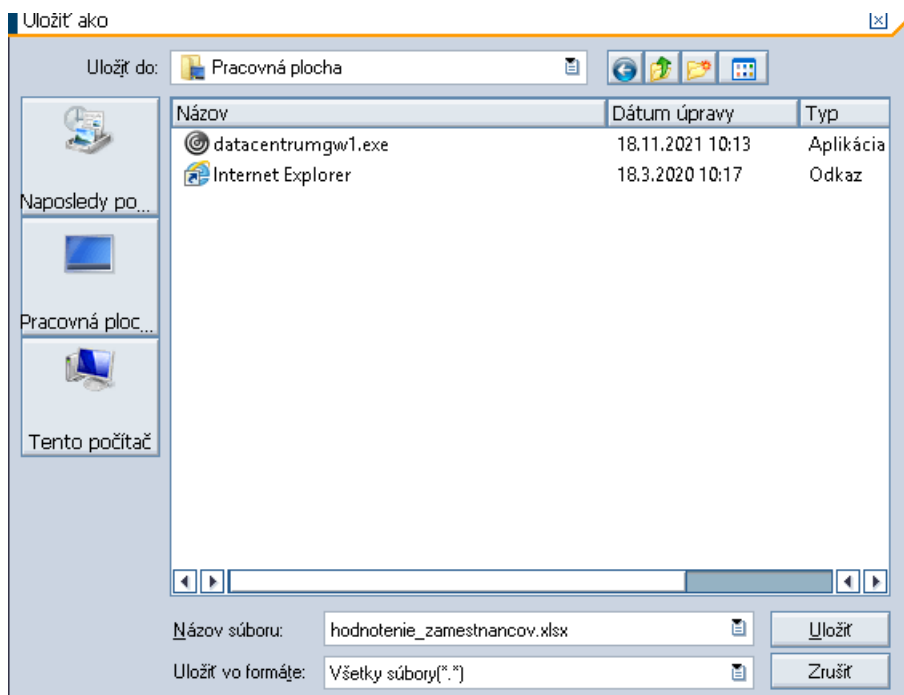 Uložiť ako
Uložiť do: Pracovná plocha
Názov Dátum úpravy Typ
datacentrumgw1.exe 18.11.2021 10:13 Aplikácia
Internet Explorer 18.3.2020 10:17 Odkaz
Naposledy po...
Pracovná ploc...
Tento počítač
Názov súboru: hodnotenie_zamestnancov.xlsx Uložiť
Uložiť vo formáte: Všetky súbory(*.*) Zrušiť